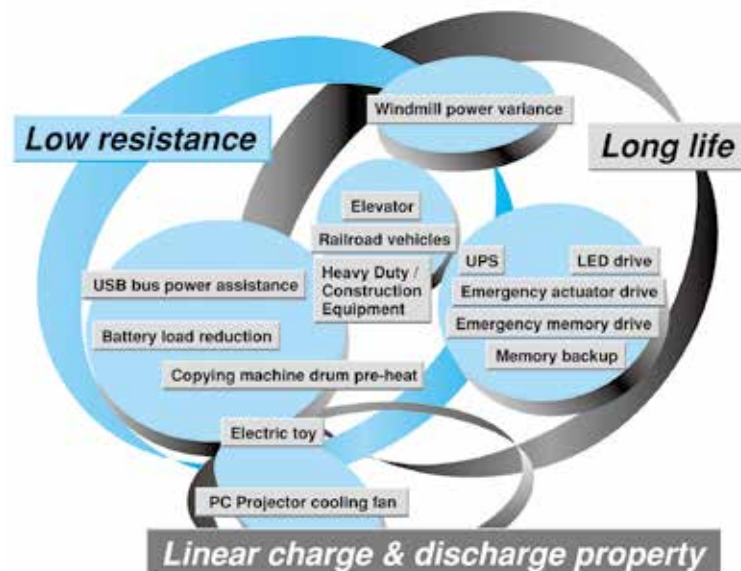 Windmill power variance
Low resistance
Long life
Elevator
Railroad vehicles
Heavy Duty /
Construction
Equipment
UPS
LED drive
USB bus power assistance
Emergency actuator drive
Emergency memory drive
Battery load reduction
Memory backup
Copying machine drum pre-heat
Electric toy
PC Projector cooling fan
Linear charge & discharge property